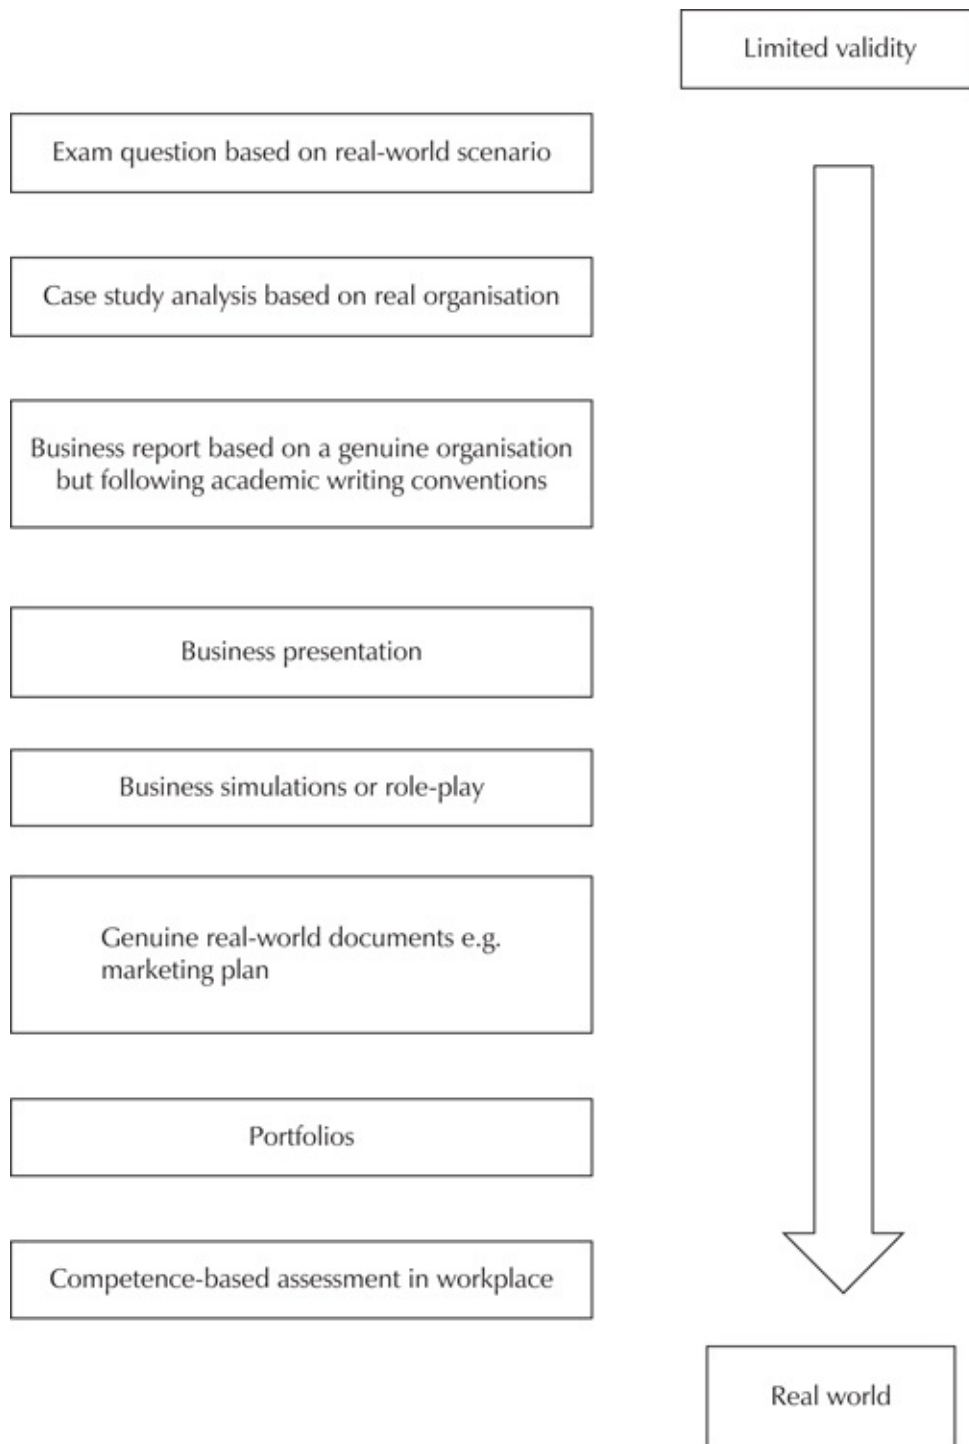 Limited validity
Exam question based on real-world scenario
Case study analysis based on real organisation
Business report based on a genuine organisation
but following academic writing conventions
Business presentation
Business simulations or role-play
Genuine real-world documents e.g.
marketing plan
Portfolios
Competence-based assessment in workplace
Real world